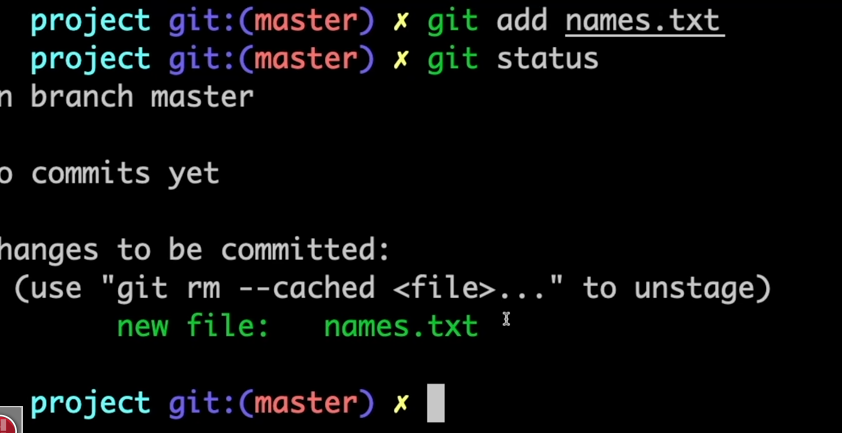 project git:(master) ✗ git add names.txt
project git:(master) ✗ git status
n branch master
o commits yet
hanges to be committed:
(use "git rm --cached <file>..." to unstage)
new file: names.txt
project git:(master) ✗